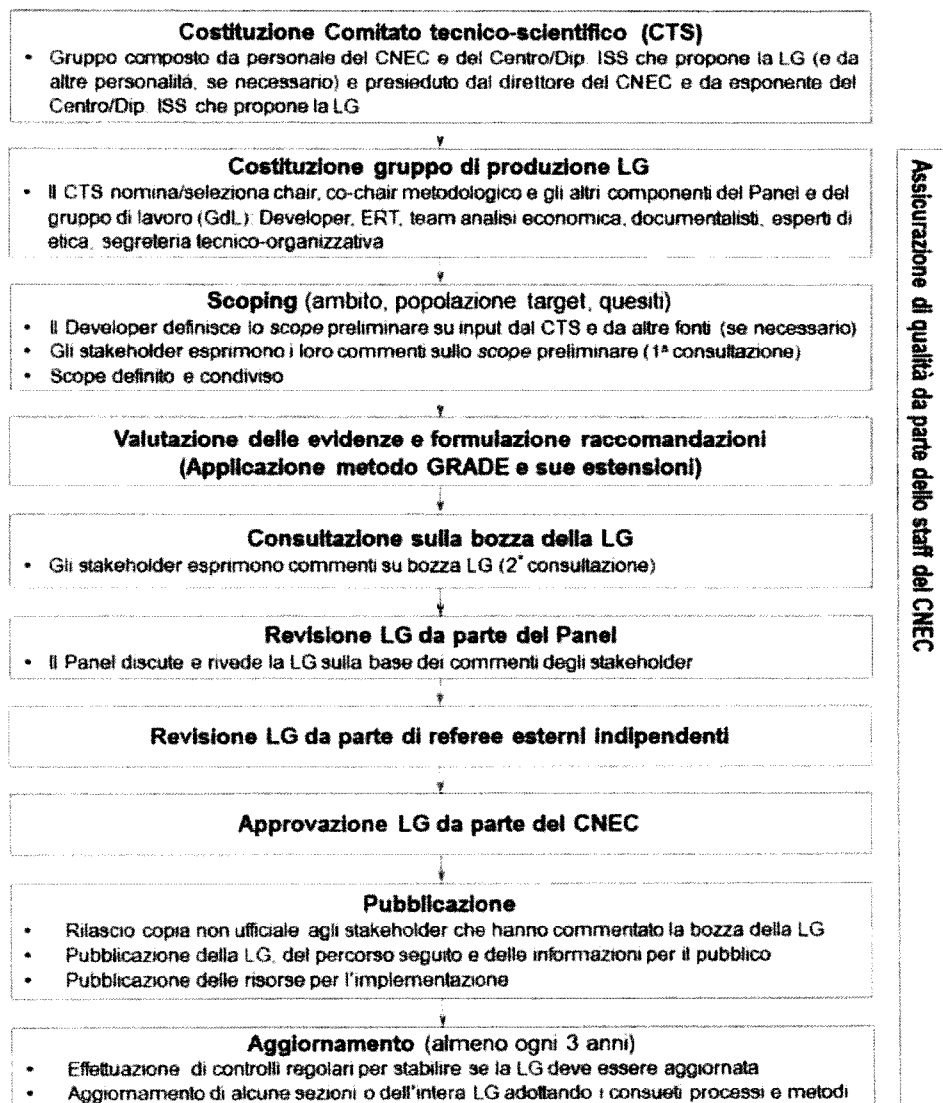 Costituzione Comitato tecnico-scientifico (CTS)
• Gruppo composto da personale del CNEC e del Centro/Dip. ISS che propone la LG (e da
altre personalità, se necessario) e presieduto dal direttore del CNEC e da esponente del
Centro/Dip. ISS che propone la LG
Costituzione gruppo di produzione LG
• Il CTS nomina/seleziona chair, co-chair metodologico e gli altri componenti del Panel e del
gruppo di lavoro (GdL): Developer, ERT, team analisi economica, documentalisti, esperti di
etica, segreteria tecnico-organizzativa
Scoping (ambito, popolazione target, quesiti)
• Il Developer definisce lo scope preliminare su input dal CTS e da altre fonti (se necessario)
• Gli stakeholder esprimono i loro commenti sullo scope preliminare (1ª consultazione)
• Scope definito e condiviso
Valutazione delle evidenze e formulazione raccomandazioni
(Applicazione metodo GRADE e sue estensioni)
Consultazione sulla bozza della LG
• Gli stakeholder esprimono commenti su bozza LG (2ª consultazione)
Revisione LG da parte del Panel
• Il Panel discute e rivede la LG sulla base dei commenti degli stakeholder
Revisione LG da parte di referee esterni indipendenti
Approvazione LG da parte del CNEC
Pubblicazione
• Rilascio copia non ufficiale agli stakeholder che hanno commentato la bozza della LG
• Pubblicazione della LG, del percorso seguito e delle informazioni per il pubblico
• Pubblicazione delle risorse per l'implementazione
Aggiornamento (almeno ogni 3 anni)
• Effettuazione di controlli regolari per stabilire se la LG deve essere aggiornata
• Aggiornamento di alcune sezioni o dell'intera LG adottando i consueti processi e metodi
Assicurazione di qualità da parte dello staff del CNEC